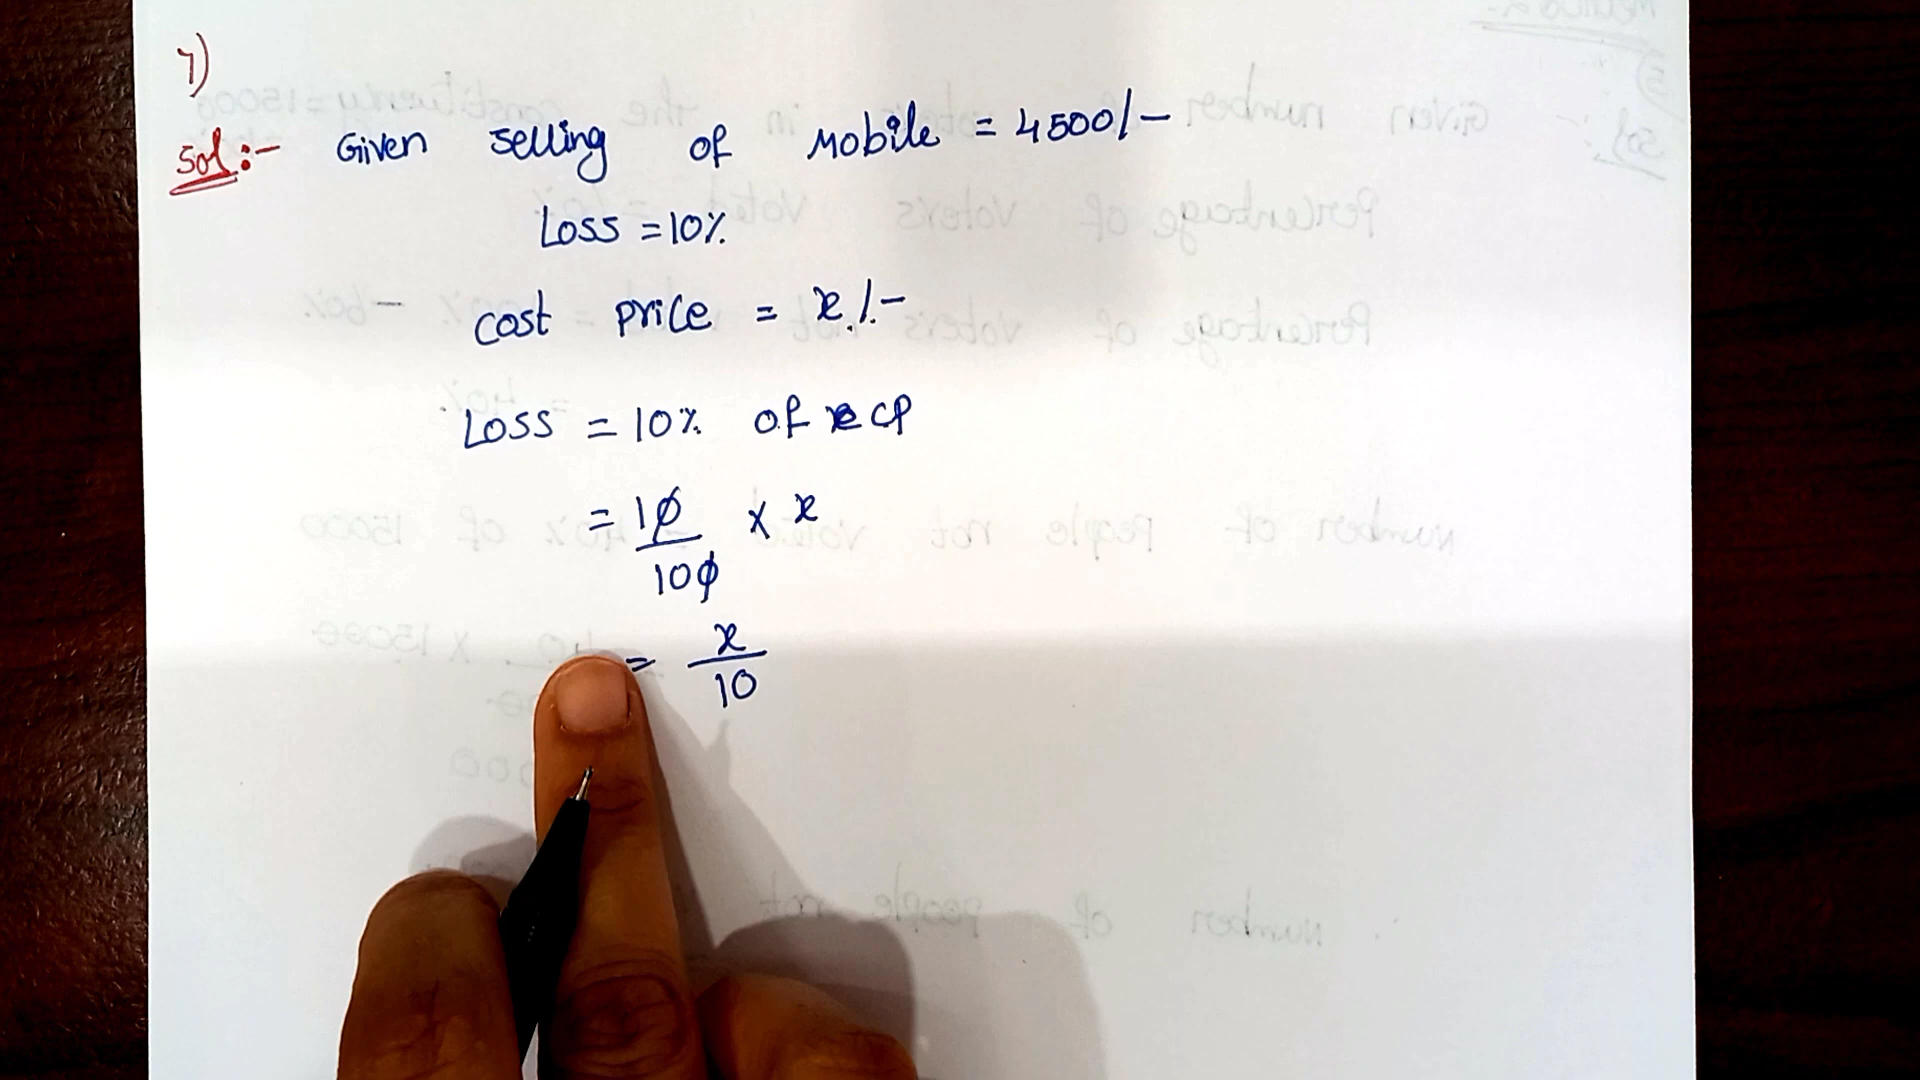 7)
Sol:- Given selling of Mobile = 4500/-
Loss = 10%
cost price = x/-
Loss = 10% of CP
= 10/100 × x
= x/10